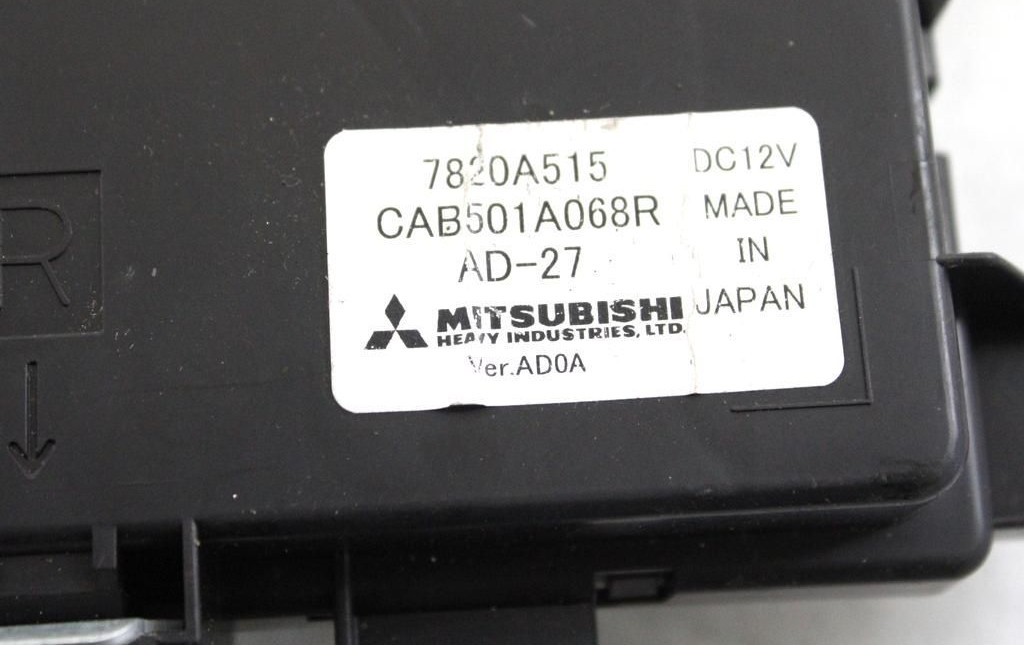 7820A515
CAB501A068R
AD-27
MITSUBISHI
HEAVY INDUSTRIES, LTD.
Ver.AD0A
DC12V
MADE
IN
JAPAN
R